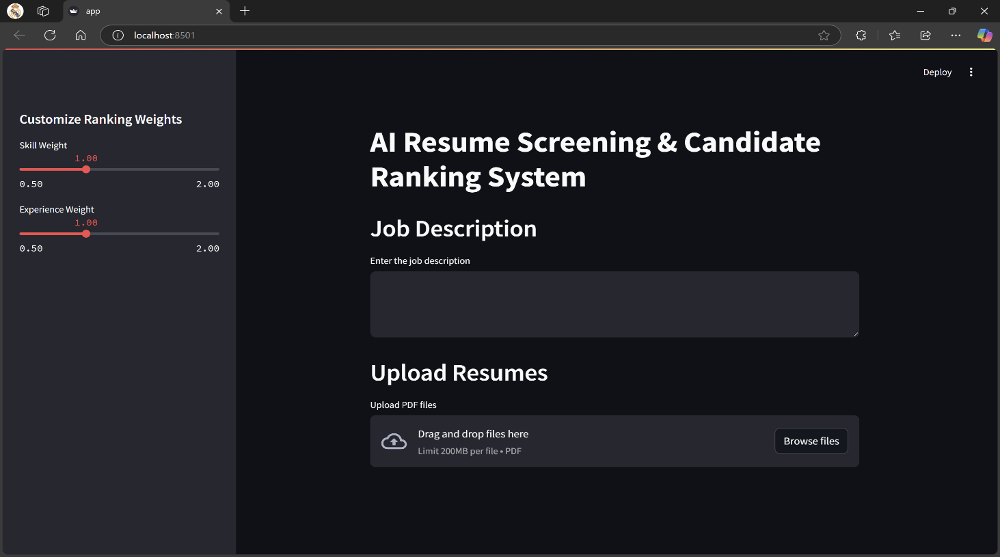 app
localhost:8501
Deploy
Customize Ranking Weights
Skill Weight
1.00
0.50 2.00
Experience Weight
1.00
0.50 2.00
AI Resume Screening & Candidate
Ranking System
Job Description
Enter the job description
Upload Resumes
Upload PDF files
Drag and drop files here
Limit 200MB per file • PDF
Browse files